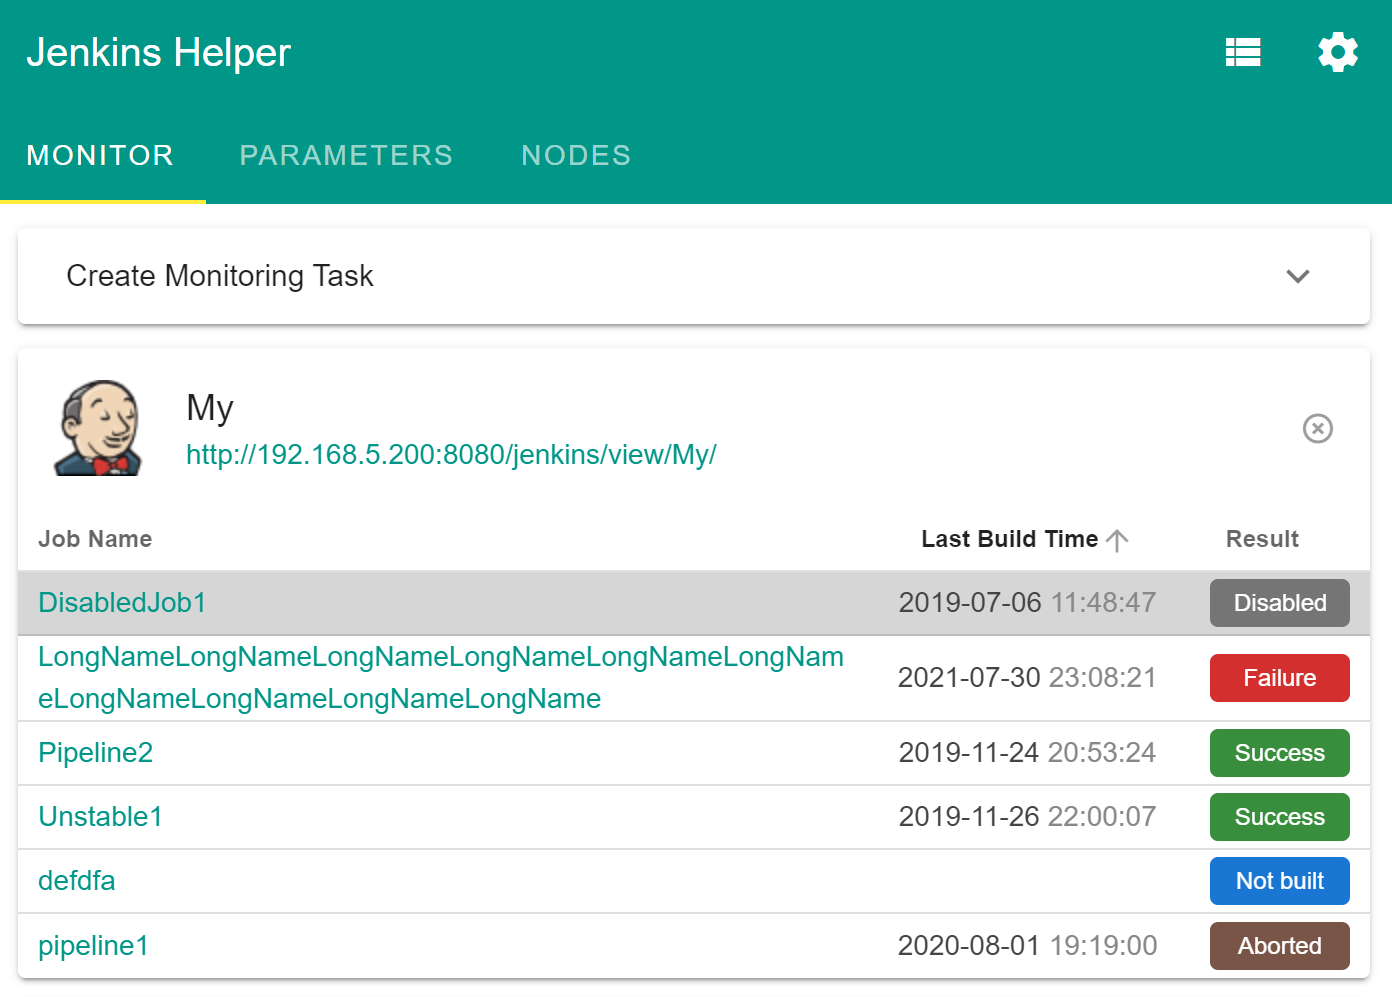 Jenkins Helper
MONITOR PARAMETERS NODES
Create Monitoring Task
My
http://192.168.5.200:8080/jenkins/view/My/
Job Name Last Build Time Result
DisabledJob1 2019-07-06 11:48:47 Disabled
LongNameLongNameLongNameLongNameLongNameLongNam
eLongNameLongNameLongNameLongName 2021-07-30 23:08:21 Failure
Pipeline2 2019-11-24 20:53:24 Success
Unstable1 2019-11-26 22:00:07 Success
defdfa Not built
pipeline1 2020-08-01 19:19:00 Aborted